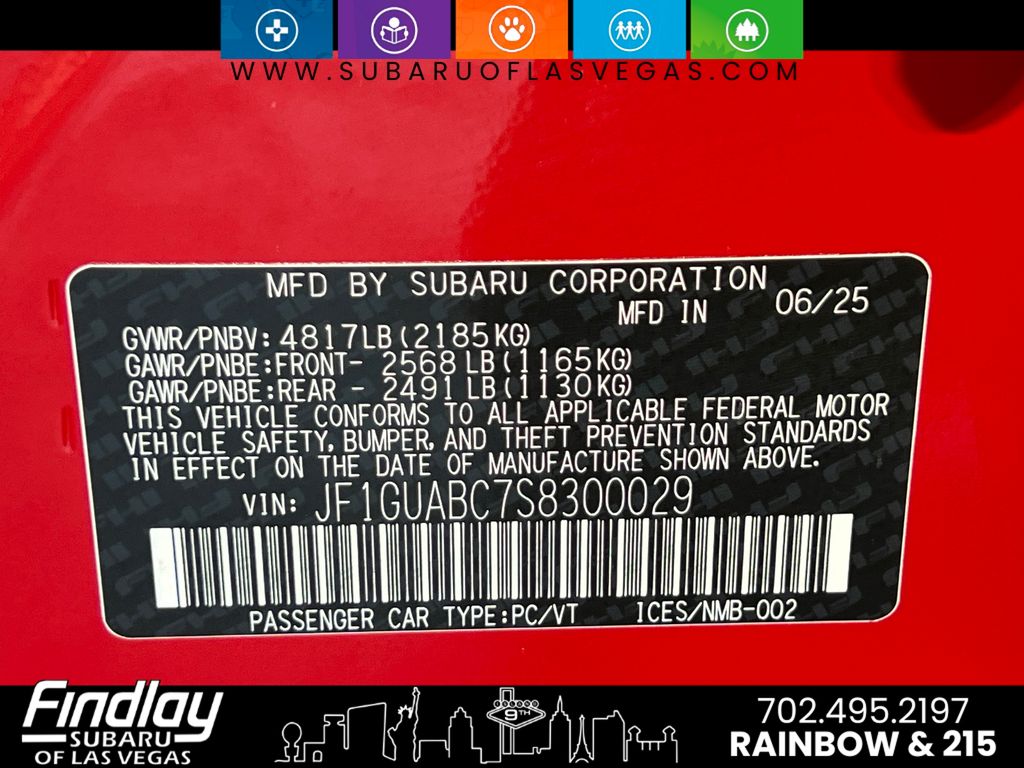 WWW.SUBARUOFLASVEGAS.COM
MFD BY SUBARU CORPORATION
MFD IN 06/25
GVWR/PNBV: 4817LB(2185KG)
GAWR/PNBE:FRONT- 2568LB(1165KG)
GAWR/PNBE:REAR - 2491LB(1130KG)
THIS VEHICLE CONFORMS TO ALL APPLICABLE FEDERAL MOTOR
VEHICLE SAFETY, BUMPER, AND THEFT PREVENTION STANDARDS
IN EFFECT ON THE DATE OF MANUFACTURE SHOWN ABOVE.
VIN: JF1GUABC7S8300029
PASSENGER CAR TYPE:PC/VT ICES/NMB-002
Findlay
SUBARU
OF LAS VEGAS
9TH
702.495.2197
RAINBOW & 215